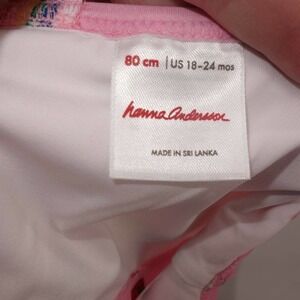 80 cm | US 18-24 mos
hanna Andersson
MADE IN SRI LANKA